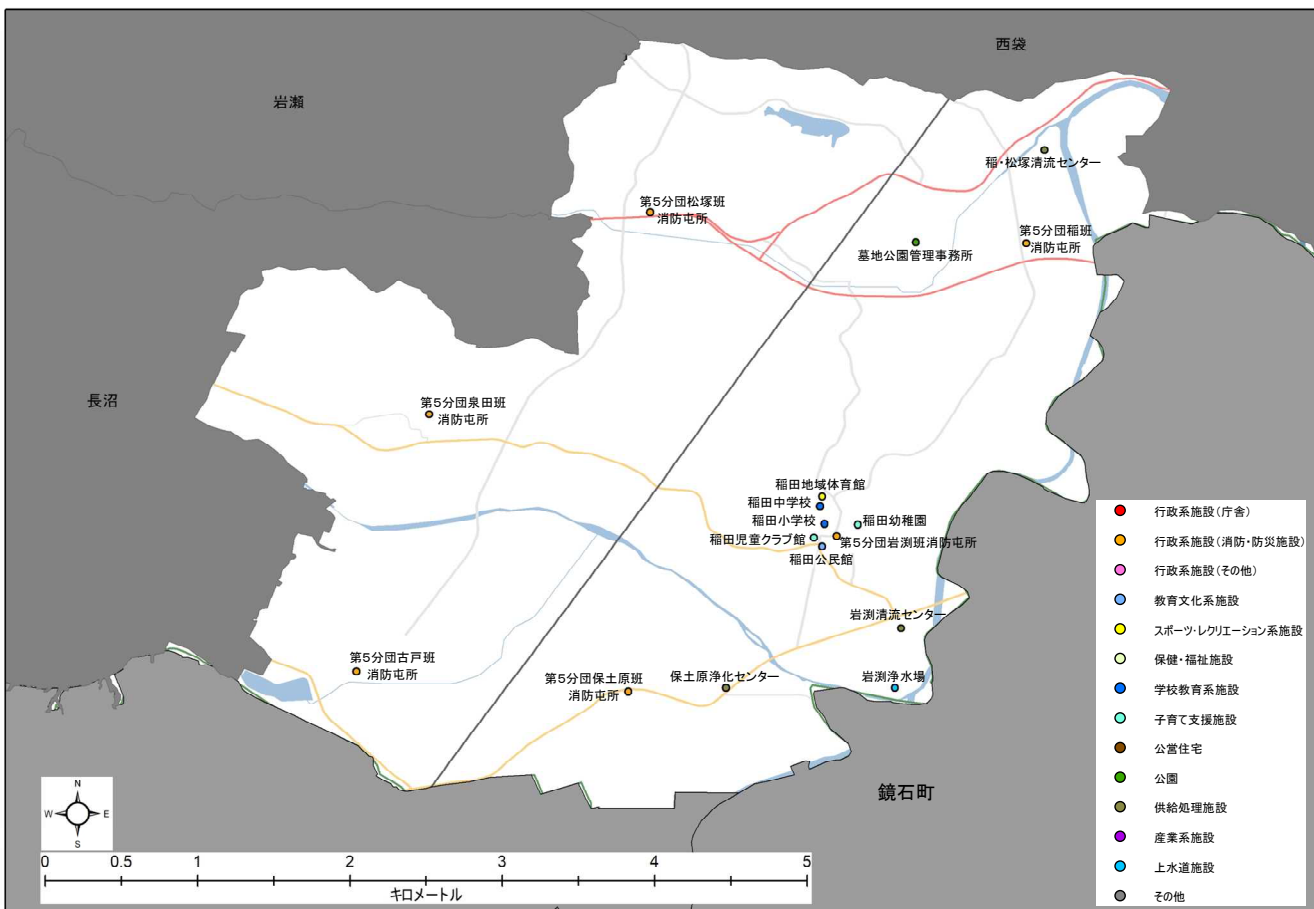 西袋
岩瀬
稲・松塚清流センター
第5分団松塚班
消防屯所
第5分団稲班
消防屯所
墓地公園管理事務所
長沼
第5分団泉田班
消防屯所
稲田地域体育館
稲田中学校
稲田小学校
稲田幼稚園
稲田児童クラブ館
第5分団岩渕班消防屯所
稲田公民館
岩渕清流センター
第5分団古戸班
消防屯所
第5分団保土原班
消防屯所
保土原浄化センター
岩渕浄水場
鏡石町
N
W
E
S
0 0.5 1 2 3 4 5
キロメートル
行政系施設(庁舎)
行政系施設(消防・防災施設)
行政系施設(その他)
教育文化系施設
スポーツ・レクリエーション系施設
保健・福祉施設
学校教育系施設
子育て支援施設
公営住宅
公園
供給処理施設
産業系施設
上水道施設
その他